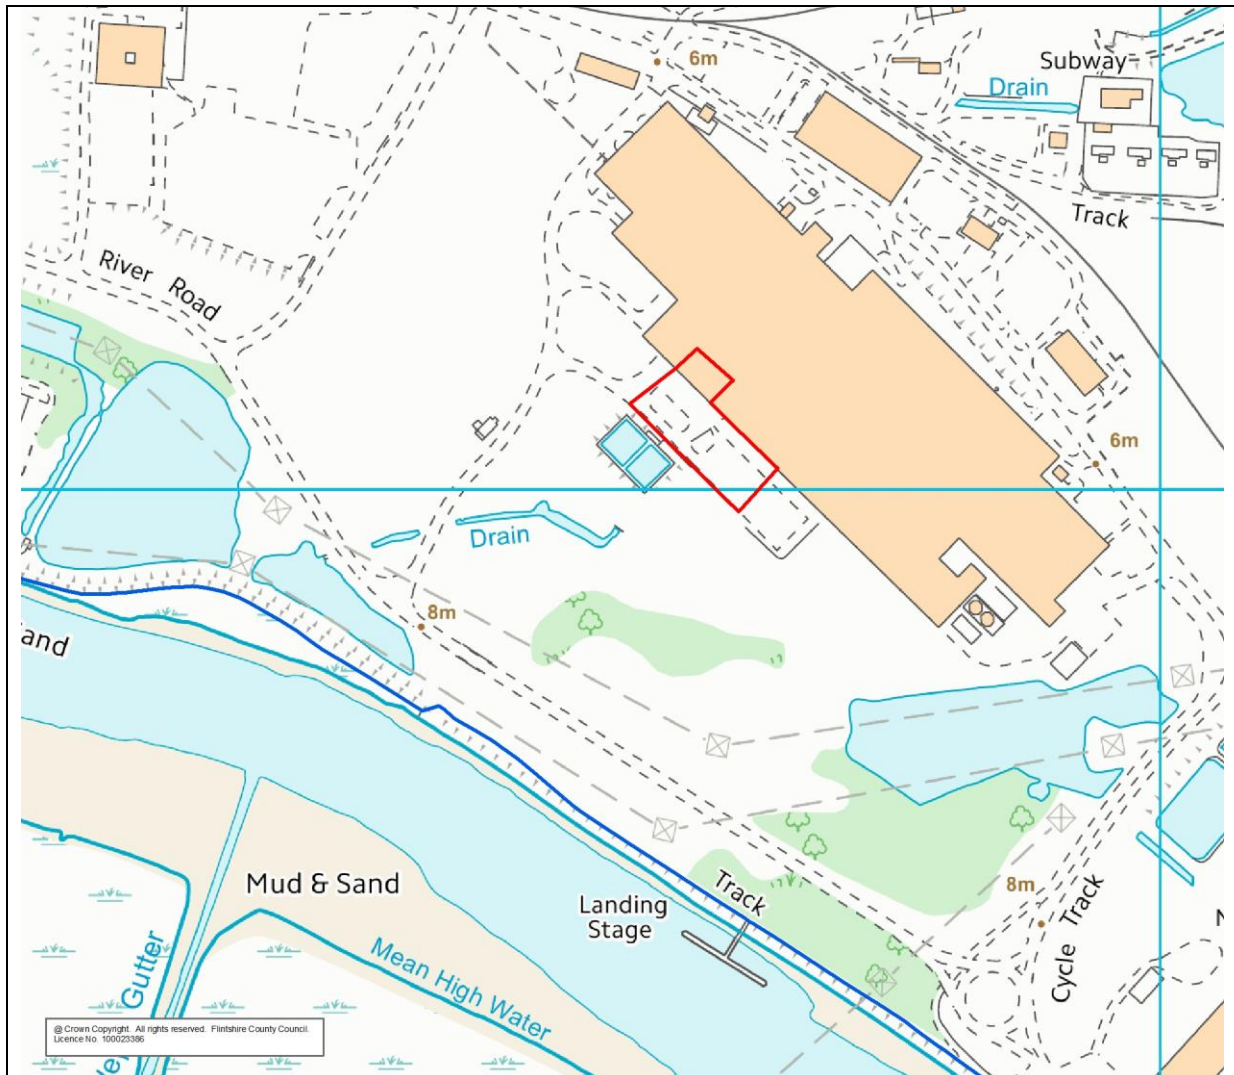 6m
Subway
Drain
Track
River Road
6m
Drain
8m
Mud & Sand
Landing
Stage
Track
8m
Cycle Track
Gutter
Mean High Water
@ Crown Copyright. All rights reserved. Flintshire County Council.
Licence No. 100023386